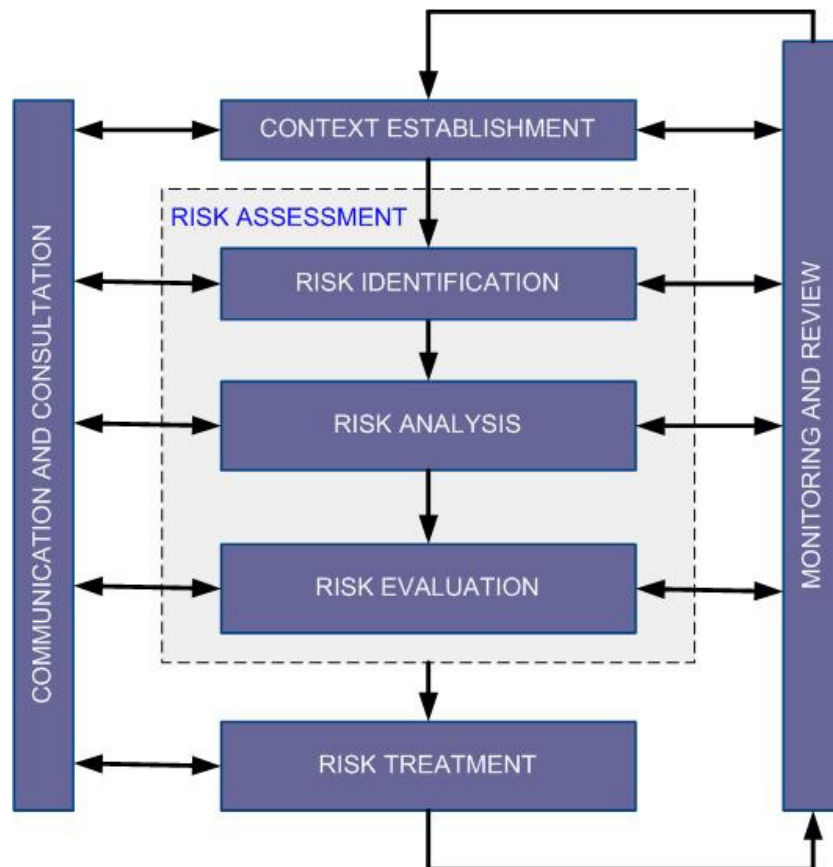 CONTEXT ESTABLISHMENT
RISK ASSESSMENT
RISK IDENTIFICATION
RISK ANALYSIS
RISK EVALUATION
RISK TREATMENT
COMMUNICATION AND CONSULTATION
MONITORING AND REVIEW